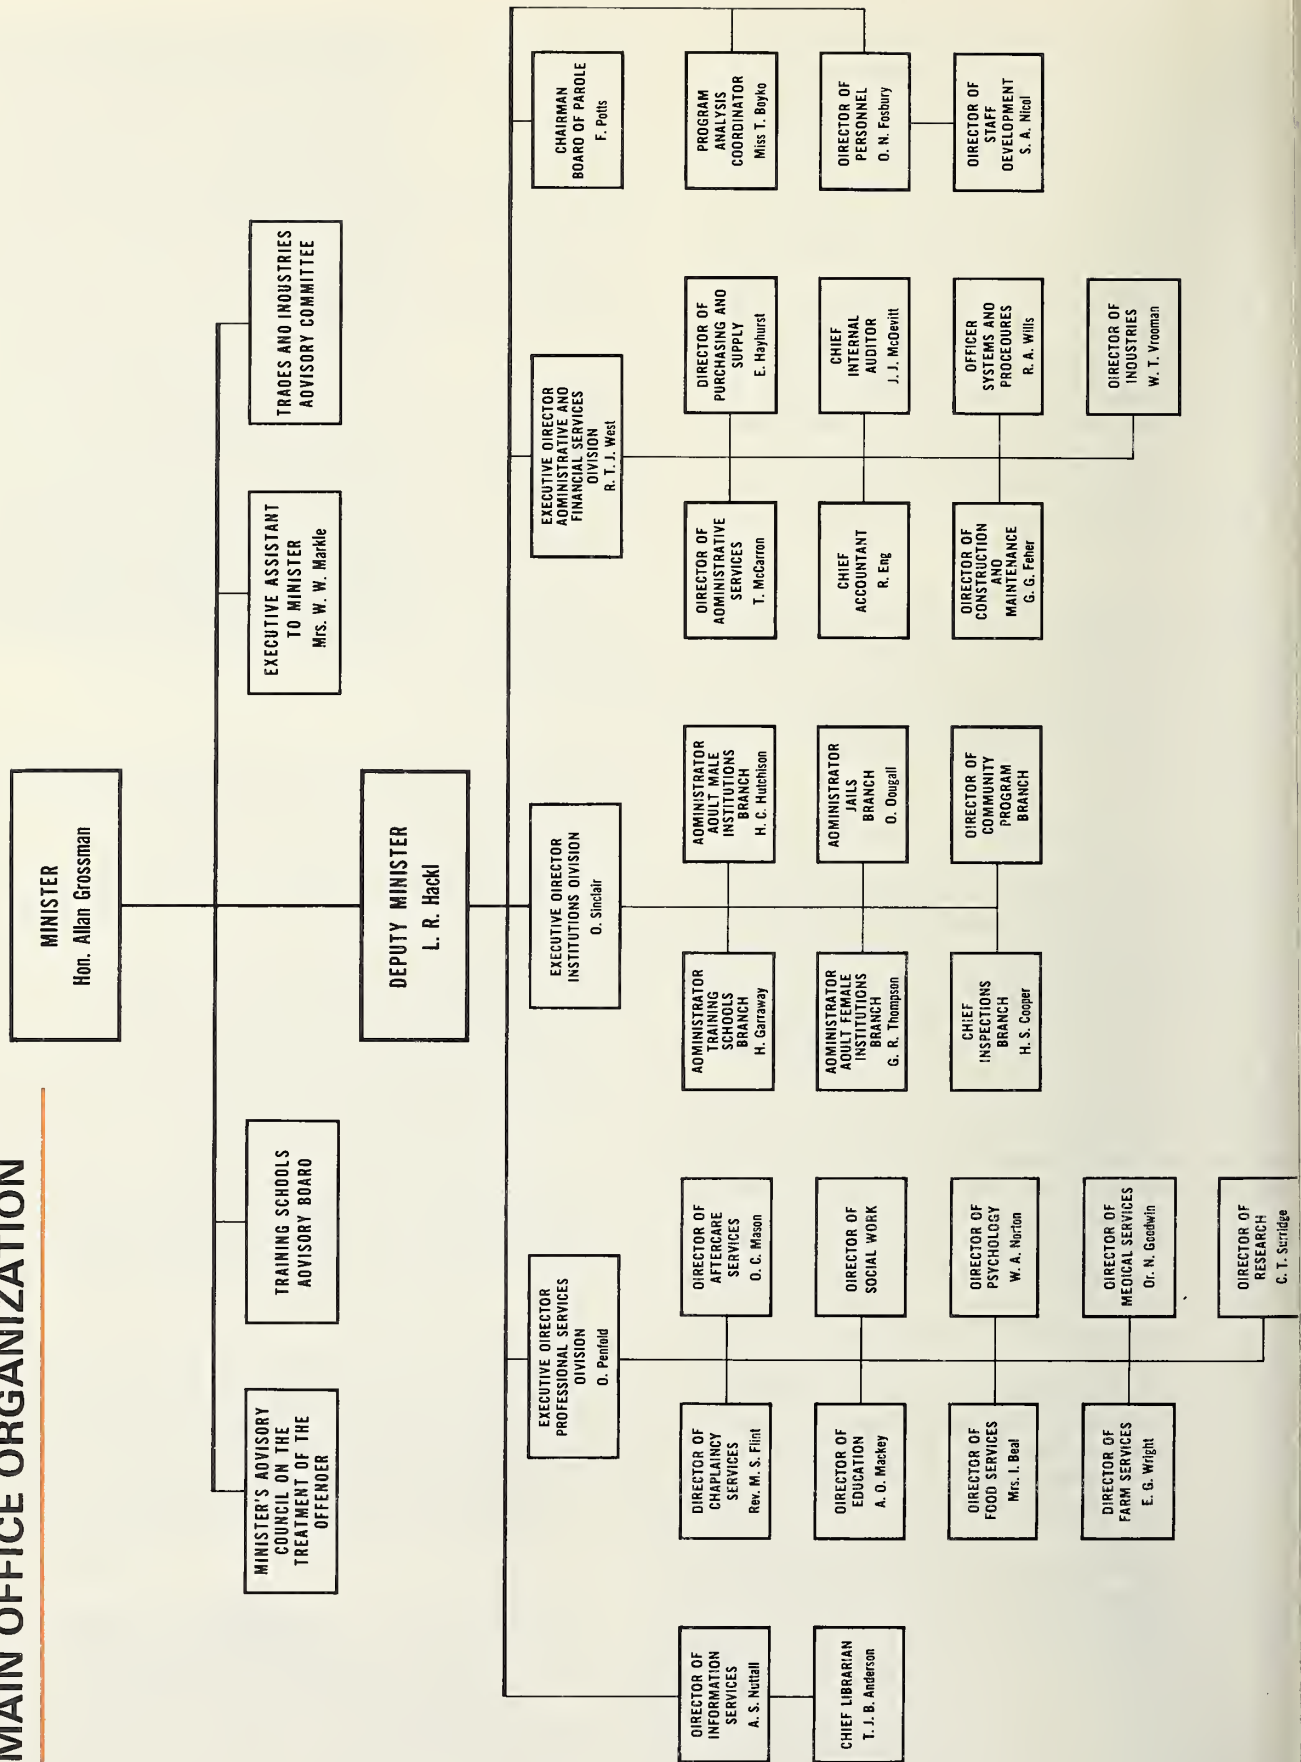 MAIN OFFICE ORGANIZATION
MINISTER
Hon. Allan Grossman
MINISTER'S ADVISORY
COUNCIL ON THE
TREATMENT OF THE
OFFENDER
TRAINING SCHOOLS
ADVISORY BOARD
EXECUTIVE ASSISTANT
TO MINISTER
Mrs. W. W. Markle
TRADES AND INDUSTRIES
ADVISORY COMMITTEE
DEPUTY MINISTER
L. R. Hackl
EXECUTIVE DIRECTOR
PROFESSIONAL SERVICES
DIVISION
D. Penfold
EXECUTIVE DIRECTOR
INSTITUTIONS DIVISION
D. Sinclair
EXECUTIVE DIRECTOR
ADMINISTRATIVE AND
FINANCIAL SERVICES
DIVISION
R. T. J. West
CHAIRMAN
BOARD OF PAROLE
F. Potts
DIRECTOR OF
INFORMATION
SERVICES
A. S. Nuttall
CHIEF LIBRARIAN
T. J. B. Anderson
DIRECTOR OF
CHAPLAINCY
SERVICES
Rev. M. S. Flint
DIRECTOR OF
AFTERCARE
SERVICES
D. C. Mason
DIRECTOR OF
EDUCATION
A. D. Mackey
DIRECTOR OF
SOCIAL WORK
DIRECTOR OF
FOOD SERVICES
Mrs. I. Beal
DIRECTOR OF
PSYCHOLOGY
W. A. Norton
DIRECTOR OF
FARM SERVICES
E. G. Wright
DIRECTOR OF
MEDICAL SERVICES
Dr. N. Goodwin
DIRECTOR OF
RESEARCH
C. T. Surridge
ADMINISTRATOR
TRAINING
SCHOOLS
BRANCH
H. Garraway
ADMINISTRATOR
ADULT MALE
INSTITUTIONS
BRANCH
H. C. Hutchison
ADMINISTRATOR
ADULT FEMALE
INSTITUTIONS
BRANCH
G. R. Thompson
ADMINISTRATOR
JAILS
BRANCH
D. Dougall
CHIEF
INSPECTIONS
BRANCH
H. S. Cooper
DIRECTOR OF
COMMUNITY
PROGRAM
BRANCH
DIRECTOR OF
ADMINISTRATIVE
SERVICES
T. McCarron
DIRECTOR OF
PURCHASING AND
SUPPLY
E. Hayhurst
CHIEF
ACCOUNTANT
R. Eng
CHIEF
INTERNAL
AUDITOR
J. J. McDevitt
DIRECTOR OF
CONSTRUCTION
AND
MAINTENANCE
G. G. Feher
OFFICER
SYSTEMS AND
PROCEDURES
R. A. Wills
DIRECTOR OF
INDUSTRIES
W. T. Vrooman
PROGRAM
ANALYSIS
COORDINATOR
Miss T. Boyko
DIRECTOR OF
PERSONNEL
D. N. Fosbury
DIRECTOR OF
STAFF
DEVELOPMENT
S. A. Nicol